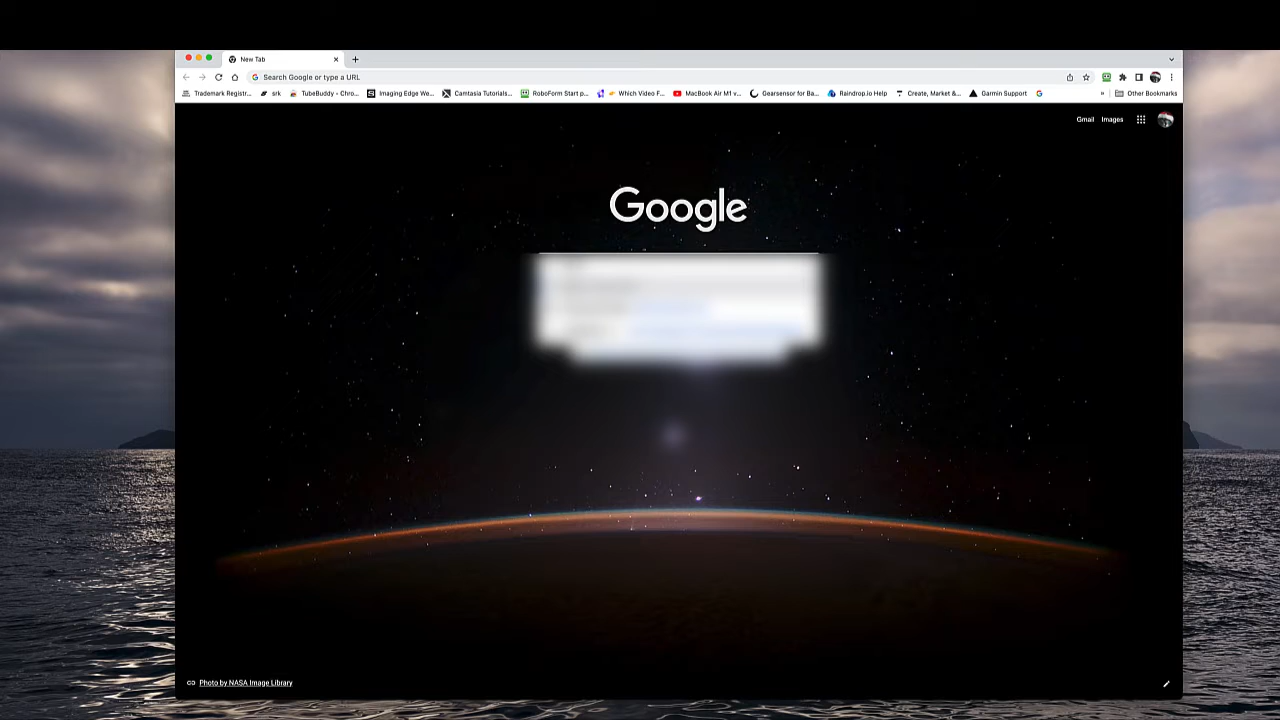 New Tab
Search Google or type a URL
Trademark Registr... srk TubeBuddy - Chro... Imaging Edge We... Camtasia Tutorials... RoboForm Start p... Which Video F... MacBook Air M1 v... Gearsensor for Ba... Raindrop.io Help Create, Market &... Garmin Support » Other Bookmarks
Gmail Images
Google
Photo by NASA Image Library